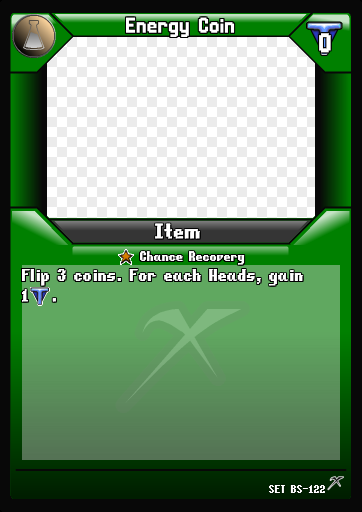 Energy Coin
0
Item
Chance Recovery
Flip 3 coins. For each Heads, gain
1.
SET BS-122